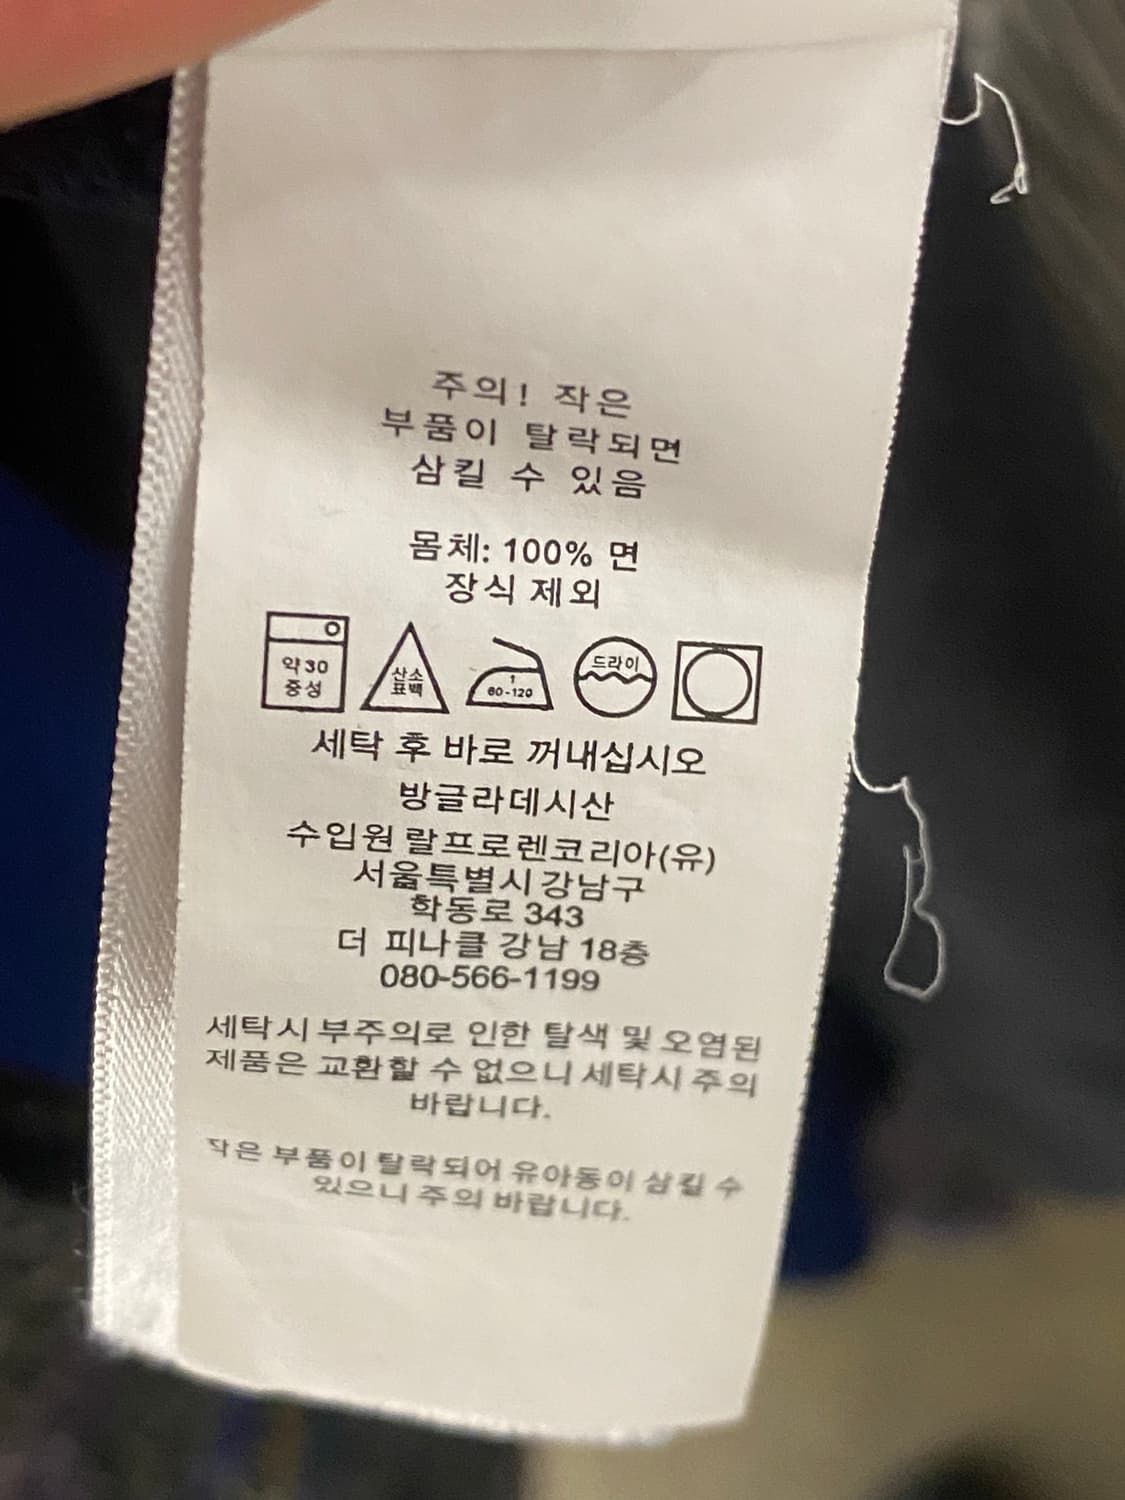 주의! 작은
부품이 탈락되면
삼킬 수 있음
몸체: 100% 면
장식 제외
약 30
중성
산소
표백
1
80-120
드라이
세탁 후 바로 꺼내십시오
방글라데시산
수입원 랄프로렌코리아(유)
서울특별시 강남구
학동로 343
더 피나클 강남 18층
080-566-1199
세탁시 부주의로 인한 탈색 및 오염된
제품은 교환할 수 없으니 세탁시 주의
바랍니다.
작은 부품이 탈락되어 유아동이 삼킬 수
있으니 주의 바랍니다.